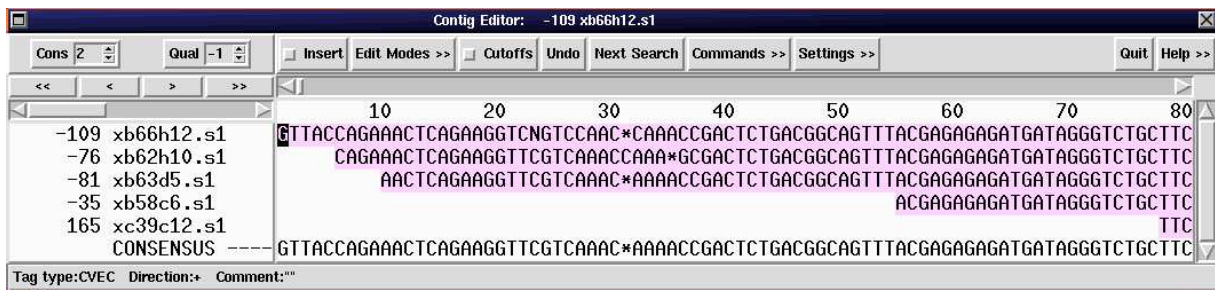 Contig Editor: -109 xb66h12.s1
Cons 2 Qual -1 Insert Edit Modes >> Cutoffs Undo Next Search Commands >> Settings >> Quit Help >>
<< < > >>
10 20 30 40 50 60 70 80
-109 xb66h12.s1 GTTACCAGAAACTCAGAAGGTCNGTCCAAC*CAAACCGACTCTGACGGCAGTTTACGAGAGAGATGATAGGGTCTGCTTC
-76 xb62h10.s1 CAGAAACTCAGAAGGTTCGTCAAACCAAA*GCGACTCTGACGGCAGTTTACGAGAGAGATGATAGGGTCTGCTTC
-81 xb63d5.s1 AACTCAGAAGGTTCGTCAAAC*AAAACCGACTCTGACGGCAGTTTACGAGAGAGATGATAGGGTCTGCTTC
-35 xb58c6.s1 ACGAGAGAGATGATAGGGTCTGCTTC
165 xc39c12.s1 TTC
CONSENSUS ---- GTTACCAGAAACTCAGAAGGTTCGTCAAAC*AAAACCGACTCTGACGGCAGTTTACGAGAGAGATGATAGGGTCTGCTTC
Tag type:CVEC Direction:+ Comment:""